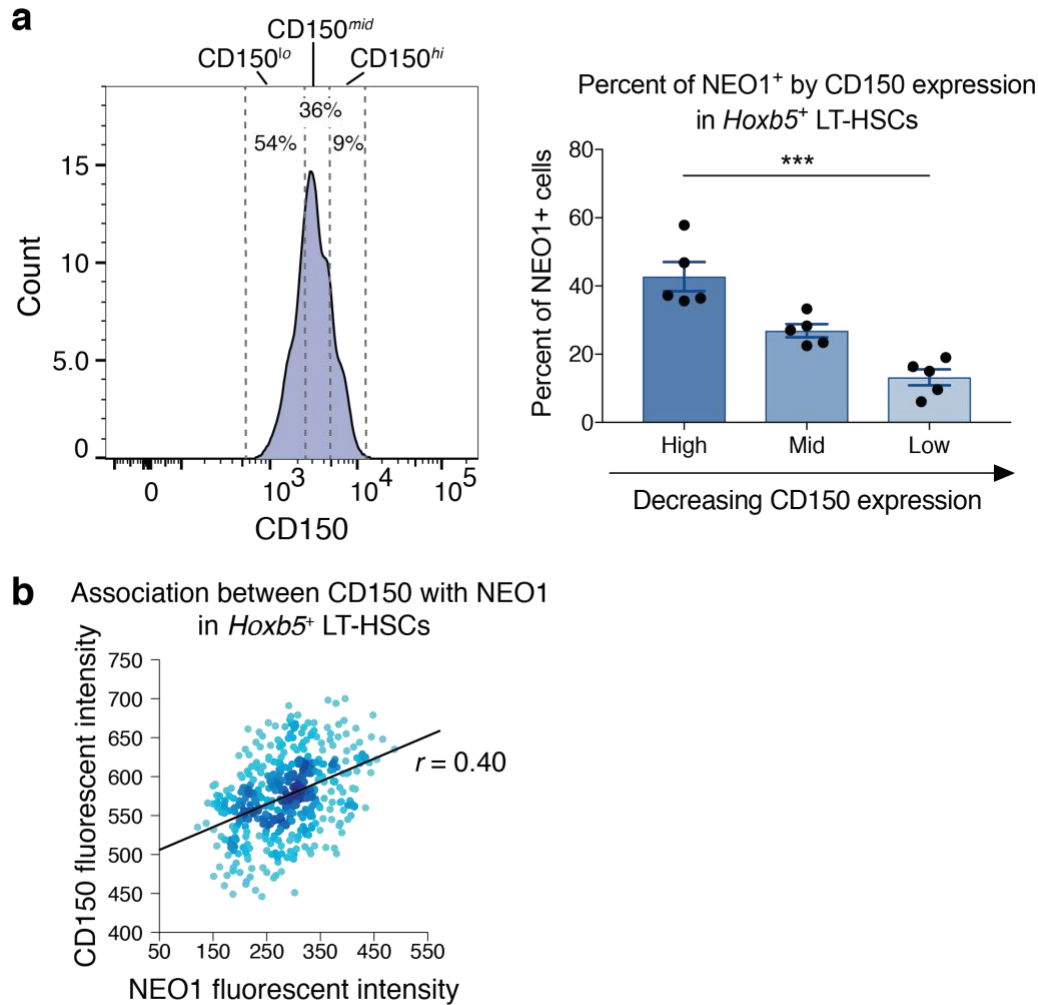 a
CD150mid
CD150lo
CD150hi
36%
54%
9%
15
10
5.0
0
Count
0
10³
10⁴
10⁵
CD150
Percent of NEO1⁺ by CD150 expression
in Hoxb5⁺ LT-HSCs
***
80
60
40
20
0
Percent of NEO1+ cells
High
Mid
Low
Decreasing CD150 expression
b
Association between CD150 with NEO1
in Hoxb5⁺ LT-HSCs
CD150 fluorescent intensity
750
700
650
600
550
500
450
400
r = 0.40
50
150
250
350
450
550
NEO1 fluorescent intensity